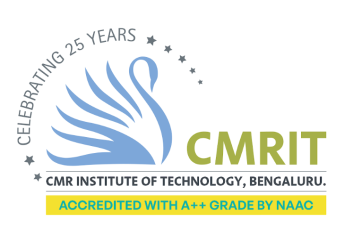 CELEBRATING 25 YEARS
CMRIT
CMR INSTITUTE OF TECHNOLOGY, BENGALURU.
ACCREDITED WITH A++ GRADE BY NAAC